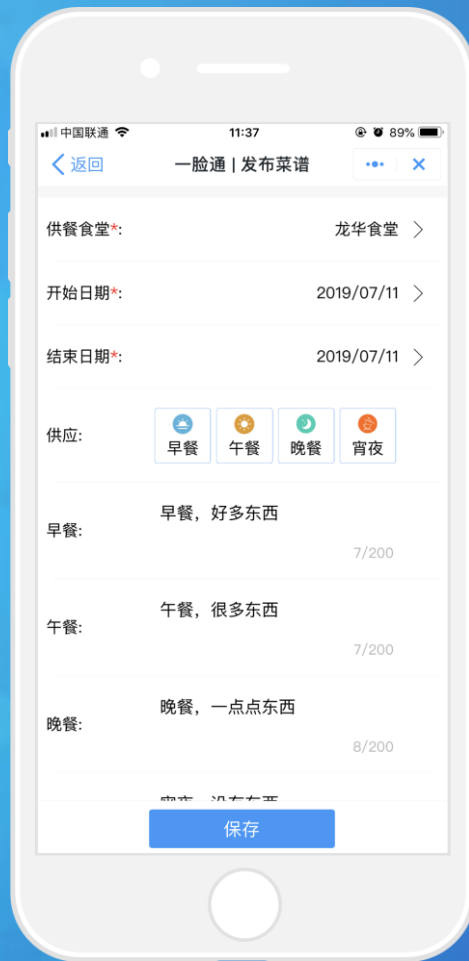 中国联通 11:37 89%
返回 一脸通 | 发布菜谱
供餐食堂*: 龙华食堂
开始日期*: 2019/07/11
结束日期*: 2019/07/11
供应: 早餐 午餐 晚餐 宵夜
早餐: 早餐，好多东西
7/200
午餐: 午餐，很多东西
7/200
晚餐: 晚餐，一点点东西
8/200
保存